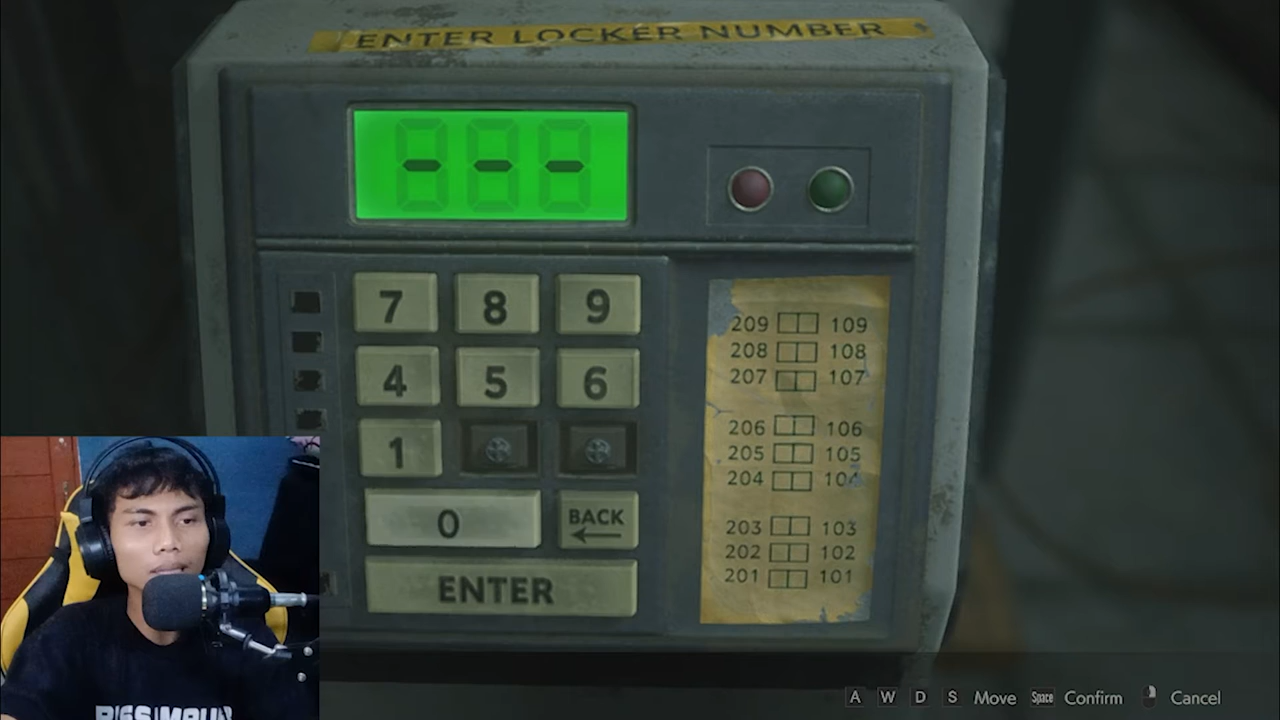 ENTER LOCKER NUMBER
- - -
7 8 9
4 5 6
1
0 BACK
ENTER
209 109
208 108
207 107
206 106
205 105
204 104
203 103
202 102
201 101
A W D S Move Space Confirm Cancel